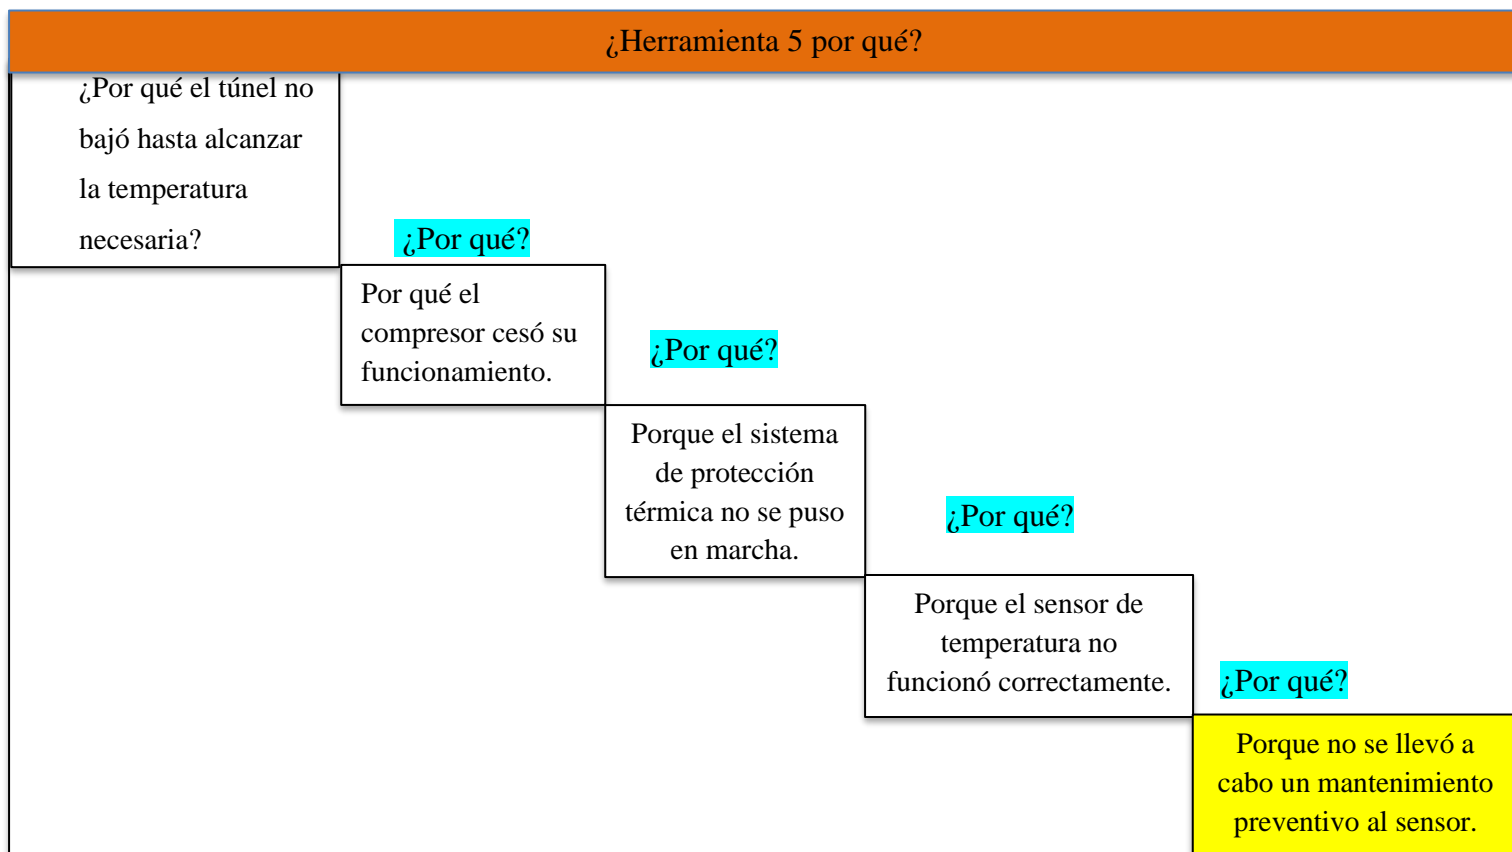 ¿Herramienta 5 por qué?
¿Por qué el túnel no
bajó hasta alcanzar
la temperatura
necesaria?
¿Por qué?
Por qué el
compresor cesó su
funcionamiento.
¿Por qué?
Porque el sistema
de protección
térmica no se puso
en marcha.
¿Por qué?
Porque el sensor de
temperatura no
funcionó correctamente.
¿Por qué?
Porque no se llevó a
cabo un mantenimiento
preventivo al sensor.